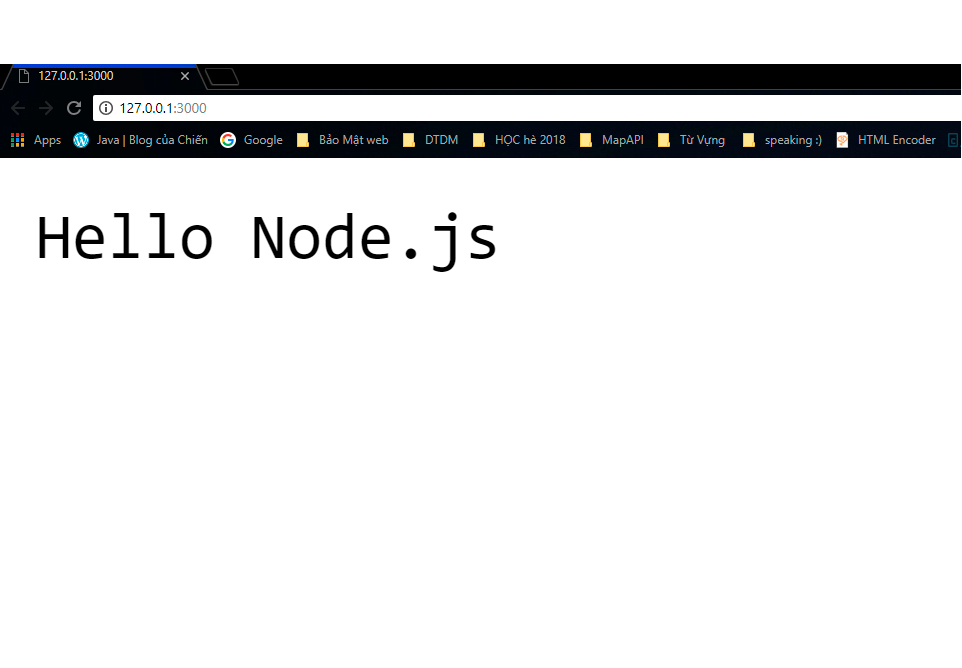 127.0.0.1:3000
127.0.0.1:3000
Apps Java | Blog của Chiến Google Bảo Mật web DTDM HỌC hè 2018 MapAPI Từ Vựng speaking :) HTML Encoder
Hello Node.js